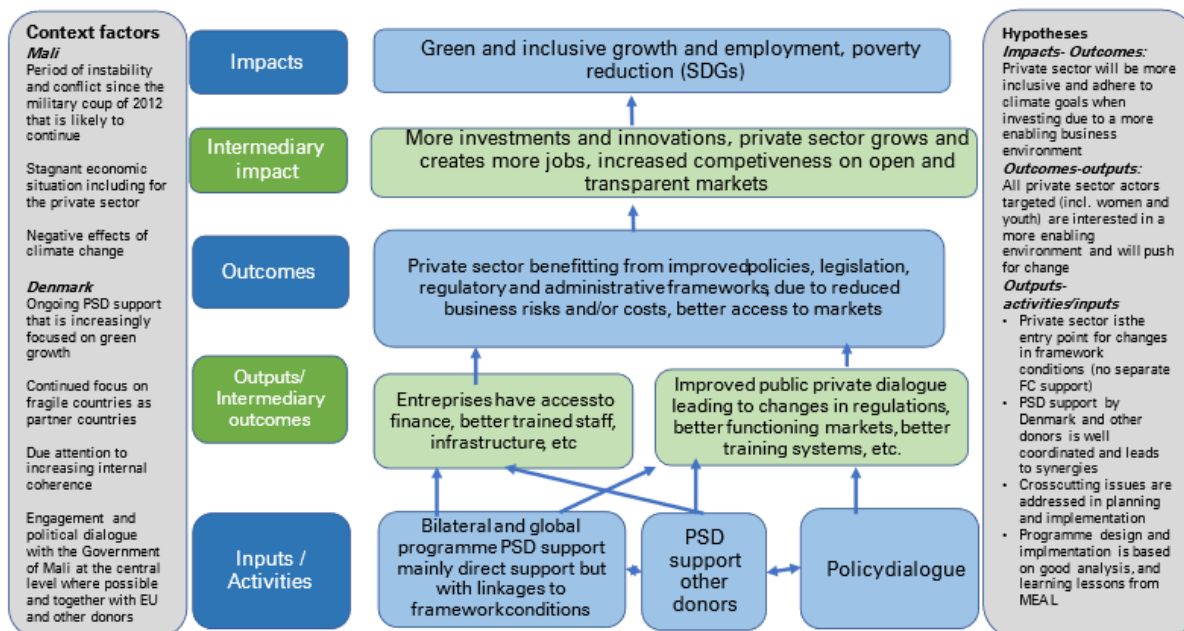 Context factors
Mali
Period of instability
and conflict since the
military coup of 2012
that is likely to
continue
Stagnant economic
situation including for
the private sector
Negative effects of
climate change
Denmark
Ongoing PSD support
that is increasingly
focused on green
growth
Continued focus on
fragile countries as
partner countries
Due attention to
increasing internal
coherence
Engagement and
political dialogue
with the Government
of Mali at the central
level where possible
and together with EU
and other donors
Impacts
Green and inclusive growth and employment, poverty
reduction (SDGs)
Intermediary
impact
More investments and innovations, private sector grows and
creates more jobs, increased competiveness on open and
transparent markets
Outcomes
Private sector benefitting from improvedpolicies, legislation,
regulatory and administrative frameworks, due to reduced
business risks and/or costs, better access to markets
Outputs/
Intermediary
outcomes
Entreprises have accessto
finance, better trained staff,
infrastructure, etc
Improved public private dialogue
leading to changes in regulations,
better functioning markets, better
training systems, etc.
Inputs /
Activities
Bilateral and global
programme PSD support
mainly direct support but
with linkages to
frameworkconditions
PSD
support
other
donors
Policydialogue
Hypotheses
Impacts- Outcomes:
Private sector will be more
inclusive and adhere to
climate goals when
investing due to a more
enabling business
environment
Outcomes-outputs:
All private sector actors
targeted (incl. women and
youth) are interested in a
more enabling
environment and will push
for change
Outputs-
activities/inputs
• Private sector isthe
entry point for changes
in framework
conditions (no separate
FC support)
• PSD support by
Denmark and other
donors is well
coordinated and leads
to synergies
• Crosscutting issues are
addressed in planning
and implementation
• Programme design and
implmentation is based
on good analysis, and
learning lessons from
MEAL